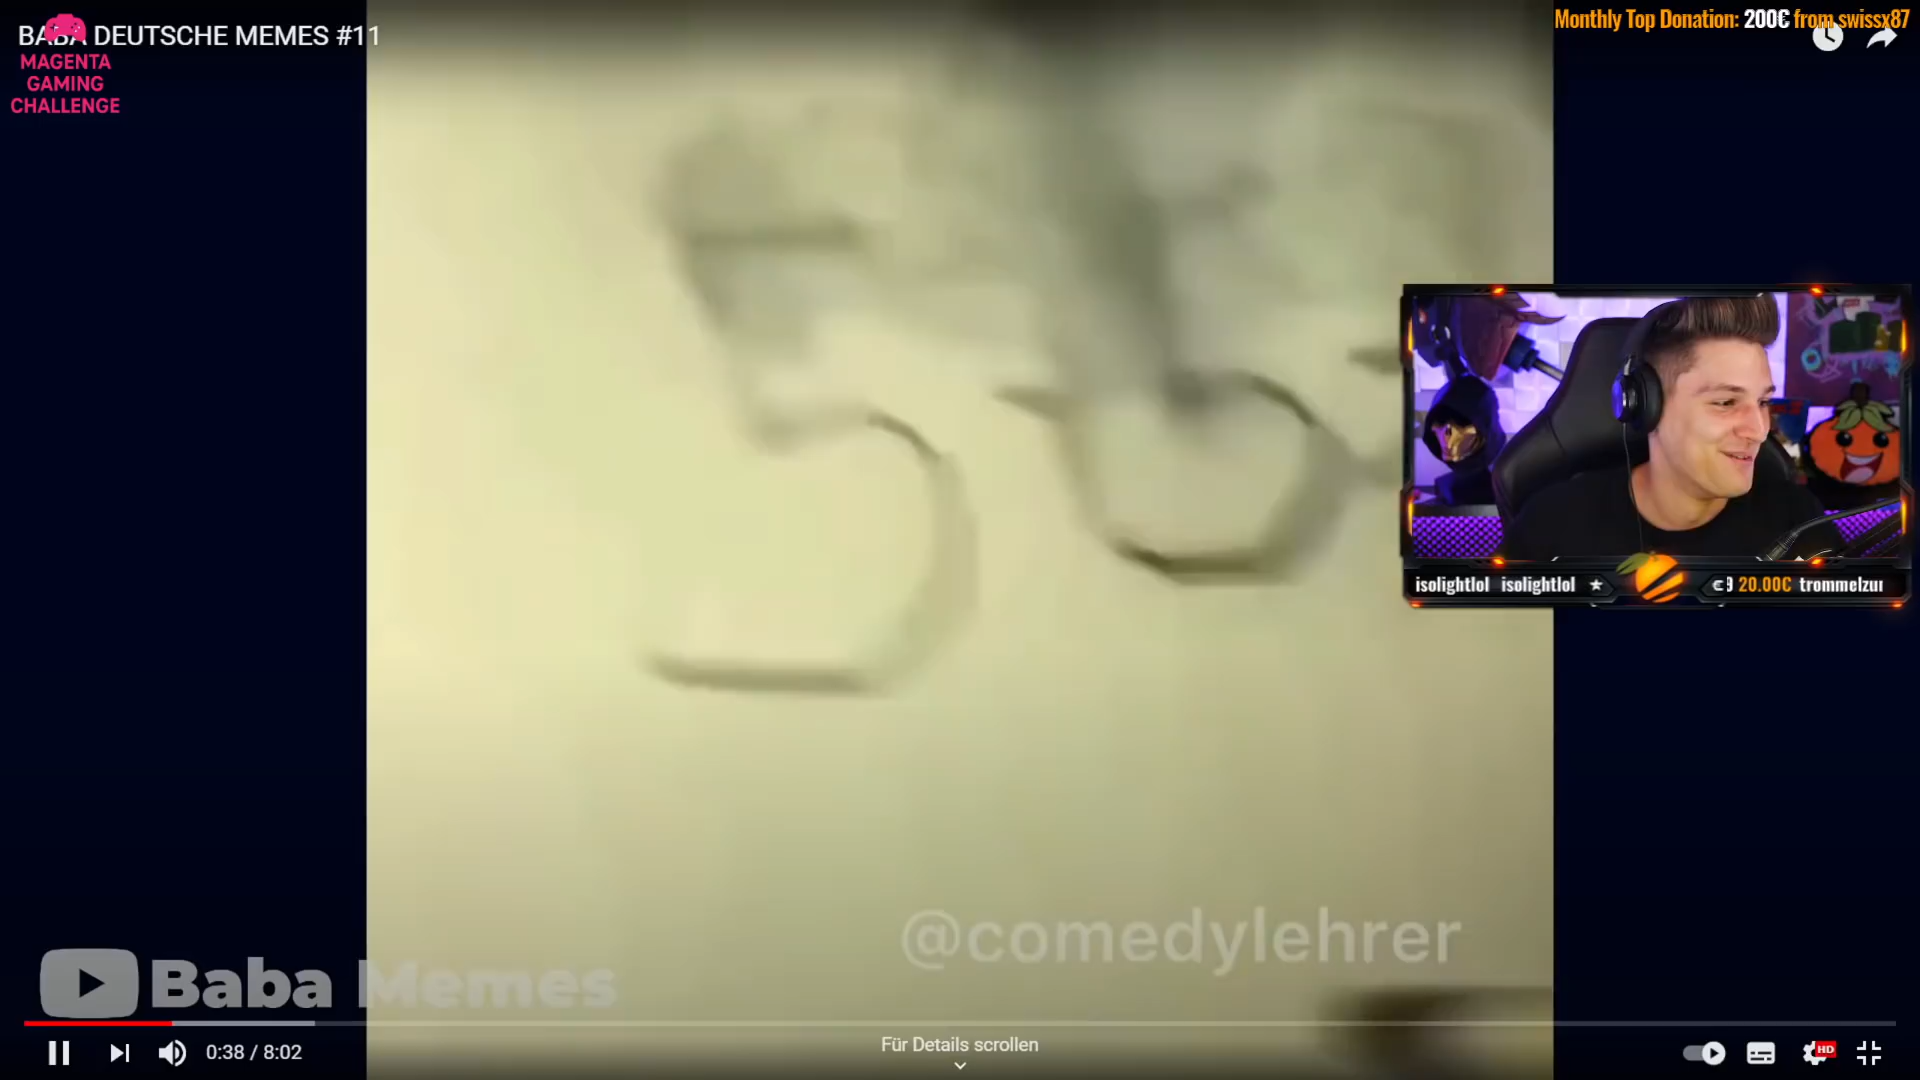 BABA DEUTSCHE MEMES #11
MAGENTA
GAMING
CHALLENGE
Monthly Top Donation: 200€ from swissx87
isolightlol isolightlol
20.00€ trommelzur
@comedylehrer
Baba Memes
Für Details scrollen
0:38 / 8:02
HD